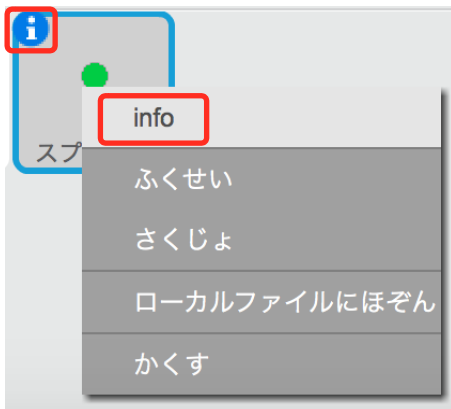 i
info
スプ
ふくせい
さくじょ
ローカルファイルにほぞん
かくす